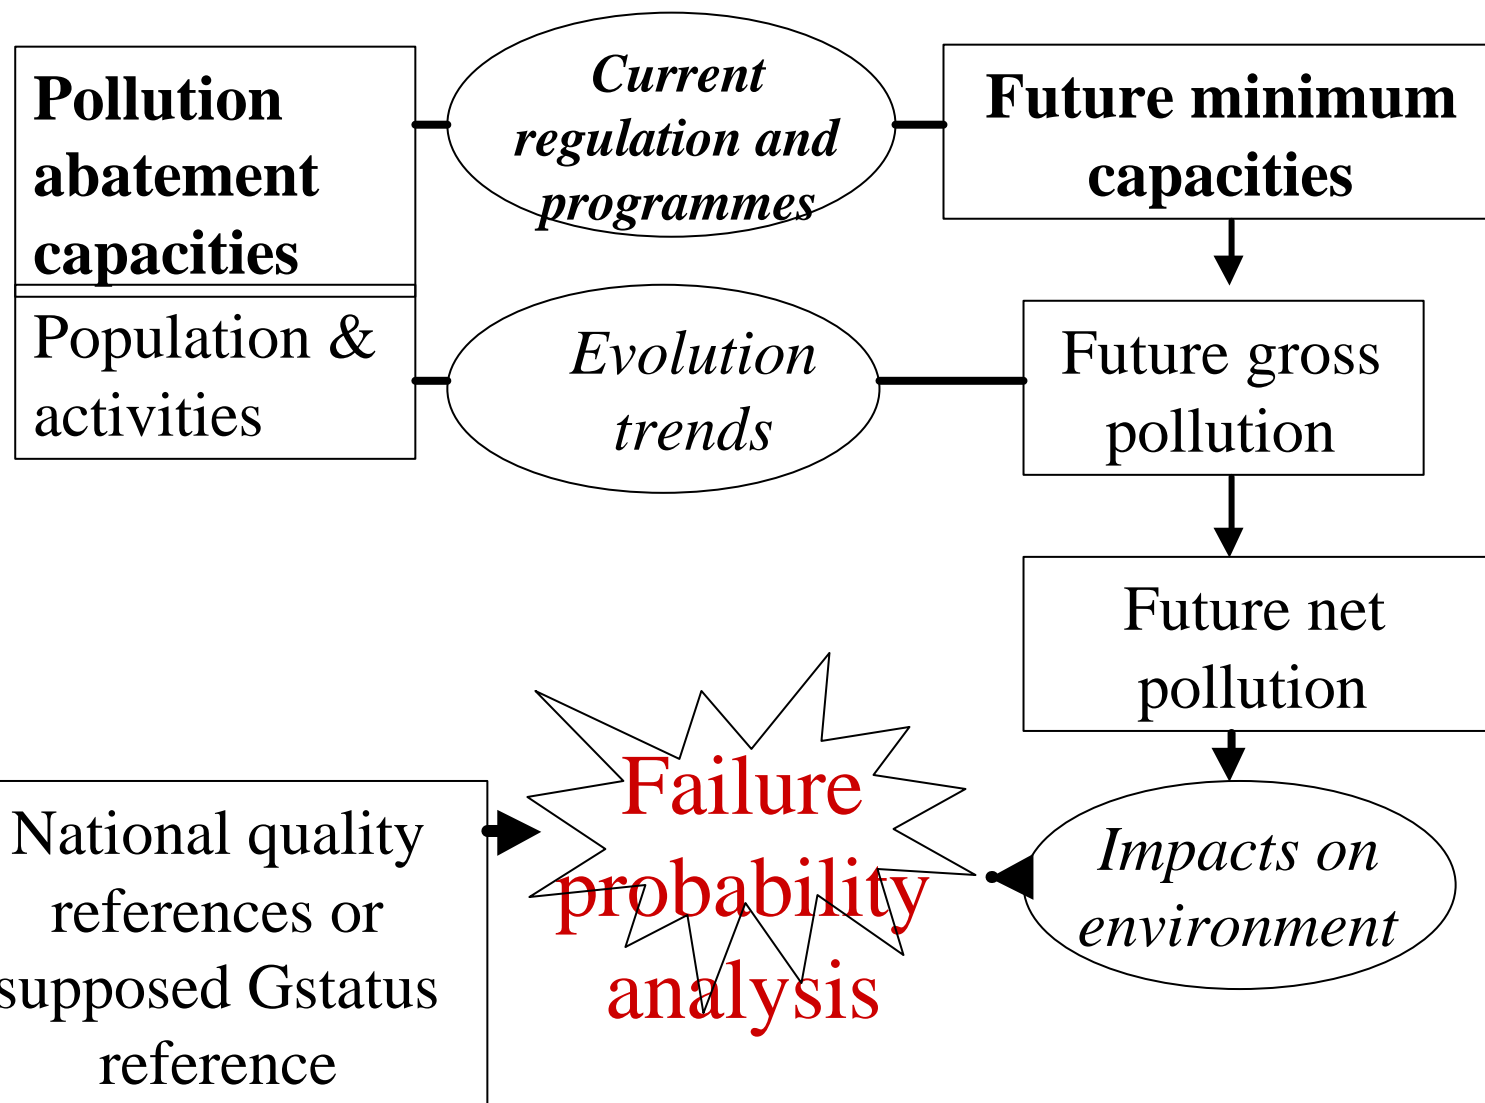 Pollution
abatement
capacities
Current
regulation and
programmes
Future minimum
capacities
Population &
activities
Evolution
trends
Future gross
pollution
Future net
pollution
National quality
references or
supposed Gstatus
reference
Failure
probability
analysis
Impacts on
environment